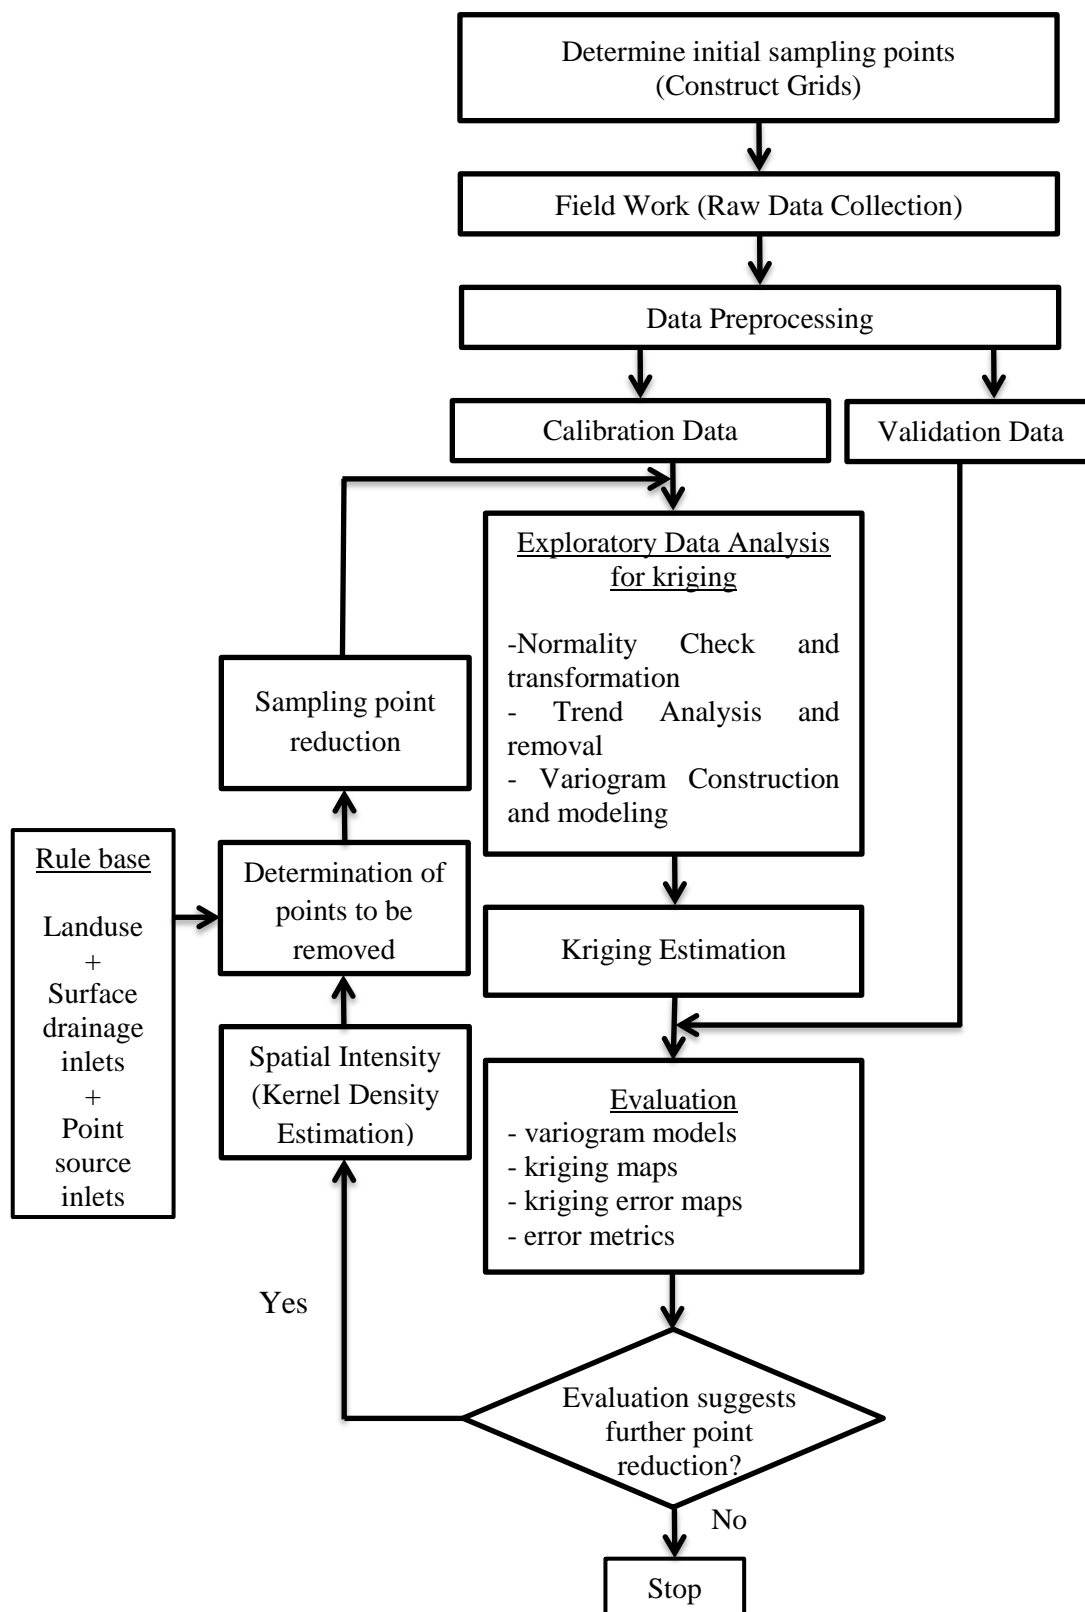 Determine initial sampling points
(Construct Grids)
Field Work (Raw Data Collection)
Data Preprocessing
Calibration Data
Validation Data
Exploratory Data Analysis
for kriging
-Normality Check and
transformation
- Trend Analysis and
removal
- Variogram Construction
and modeling
Sampling point
reduction
Rule base
Landuse
+
Surface
drainage
inlets
+
Point
source
inlets
Determination of
points to be
removed
Kriging Estimation
Spatial Intensity
(Kernel Density
Estimation)
Evaluation
- variogram models
- kriging maps
- kriging error maps
- error metrics
Yes
Evaluation suggests
further point
reduction?
No
Stop